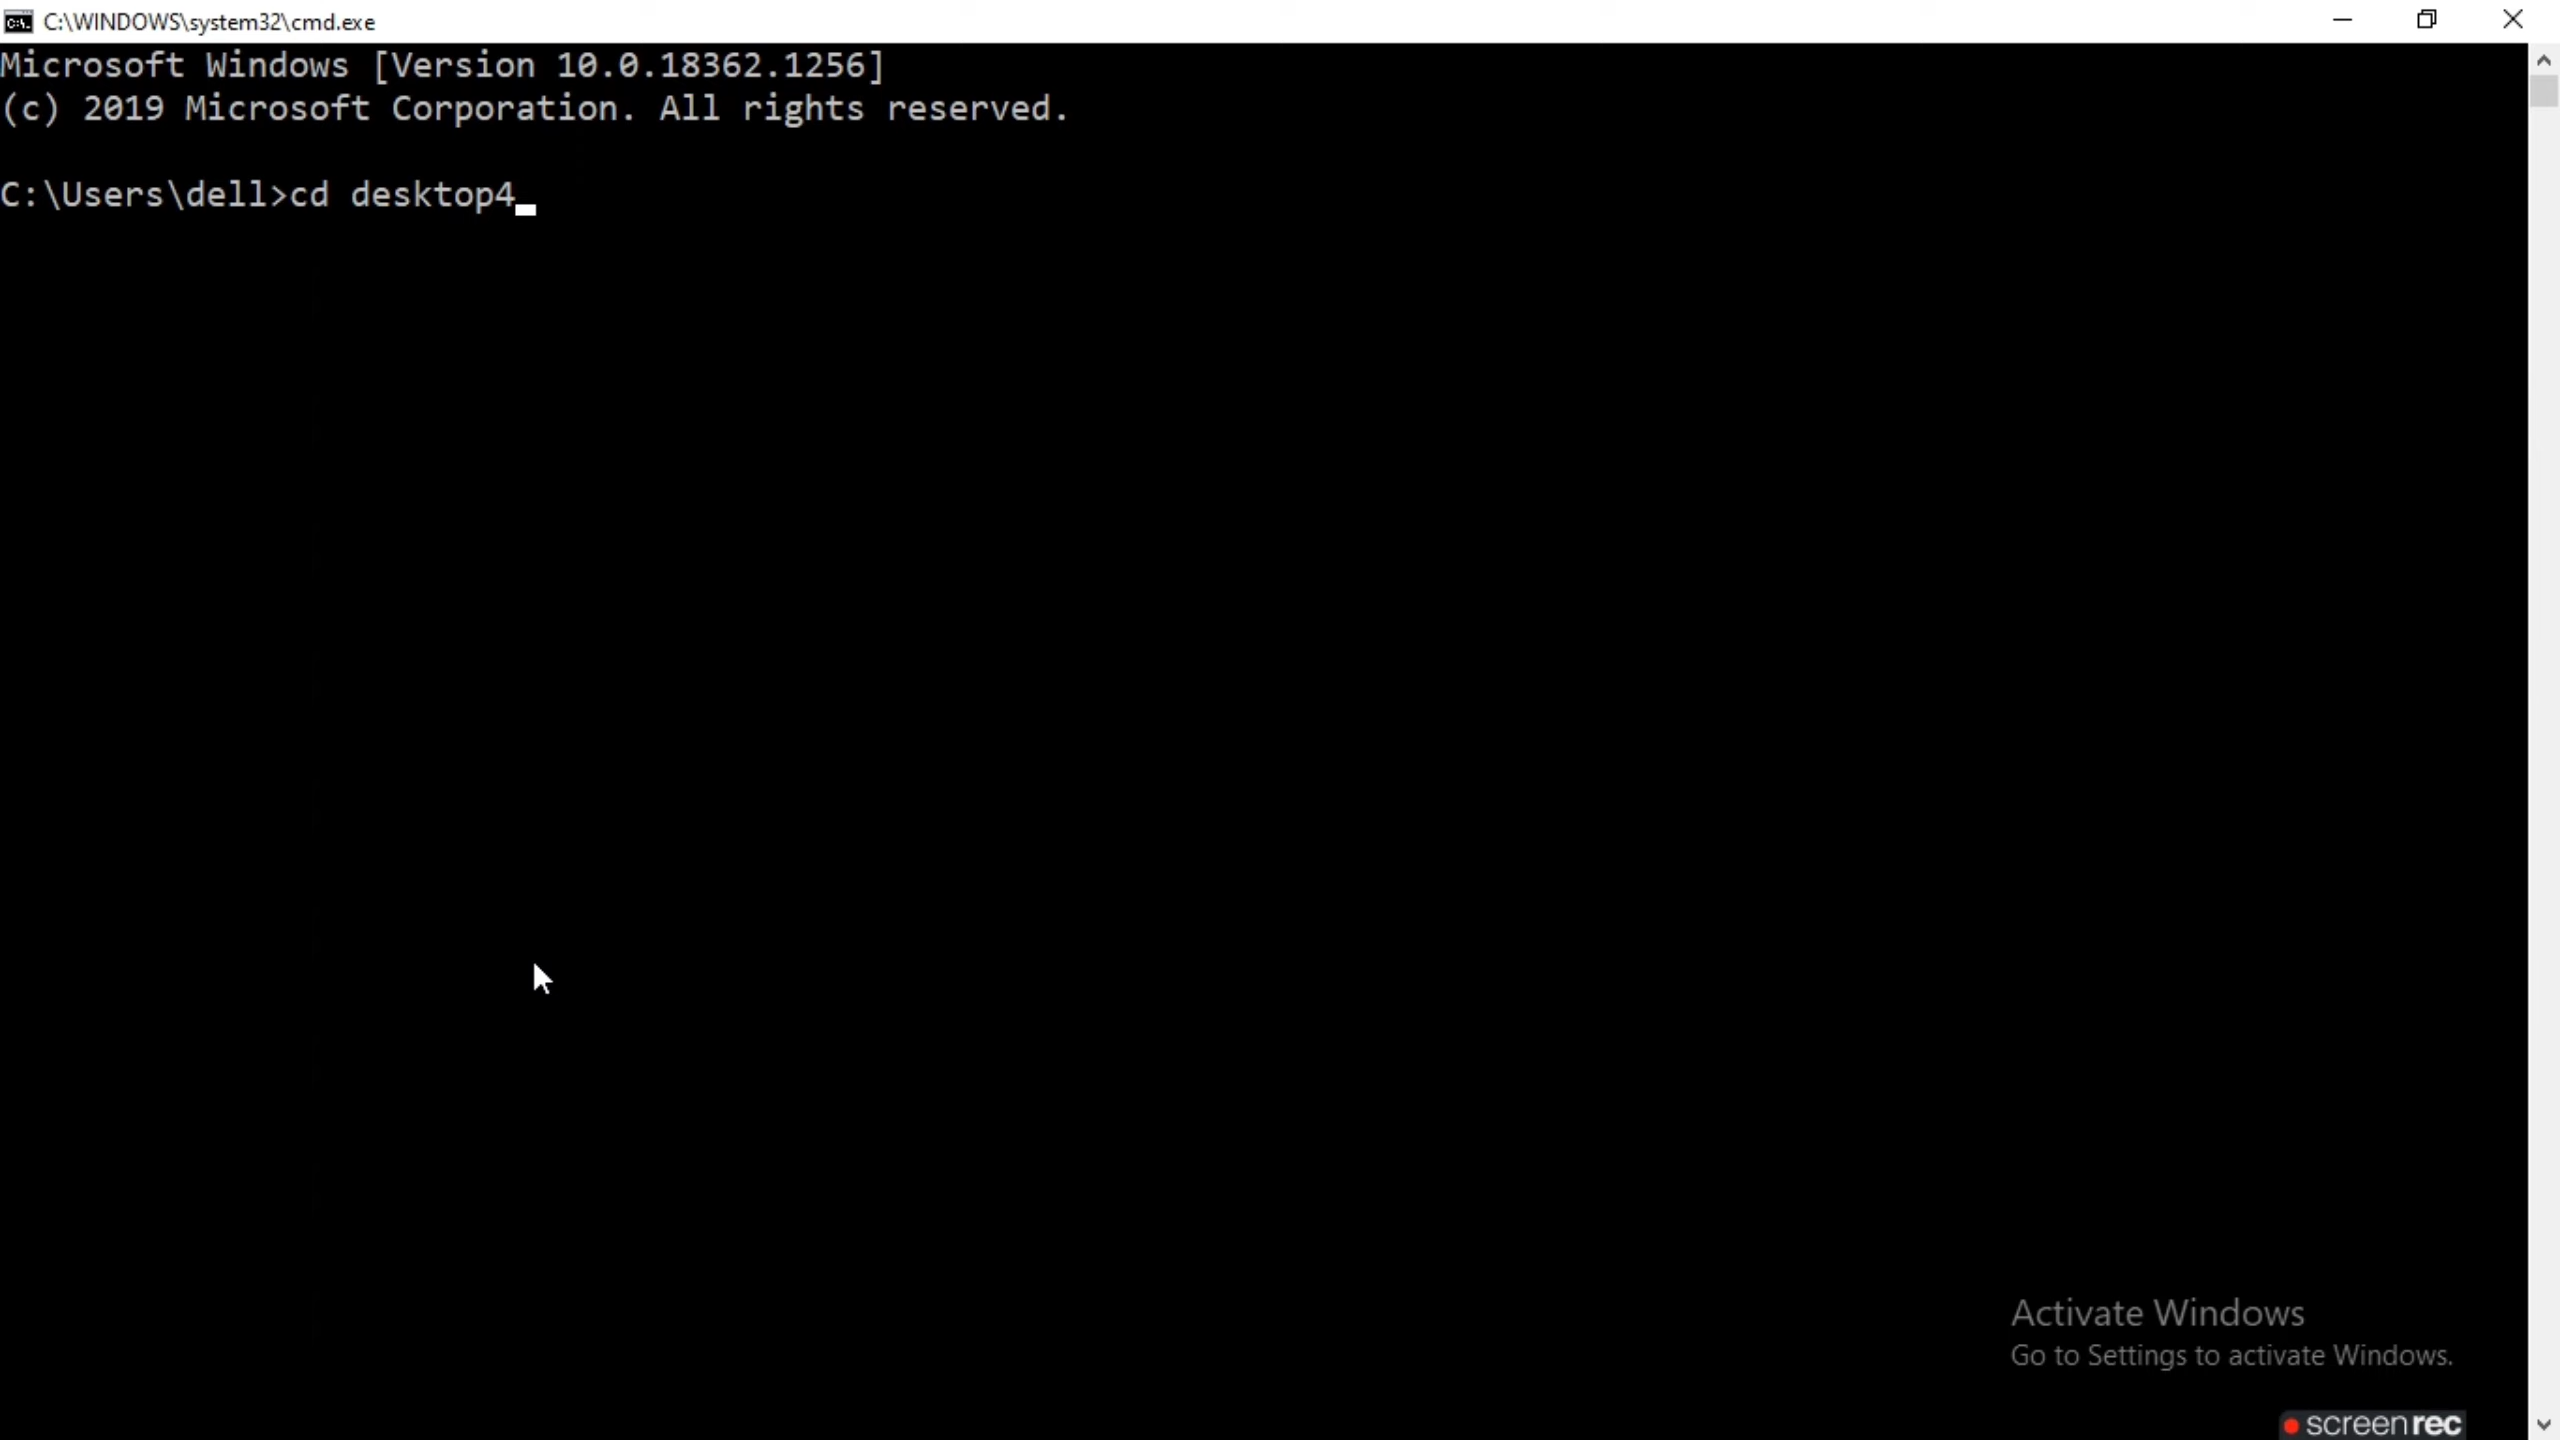 C:\WINDOWS\system32\cmd.exe
Microsoft Windows [Version 10.0.18362.1256]
(c) 2019 Microsoft Corporation. All rights reserved.
C:\Users\dell>cd desktop4
Activate Windows
Go to Settings to activate Windows.
screenrec